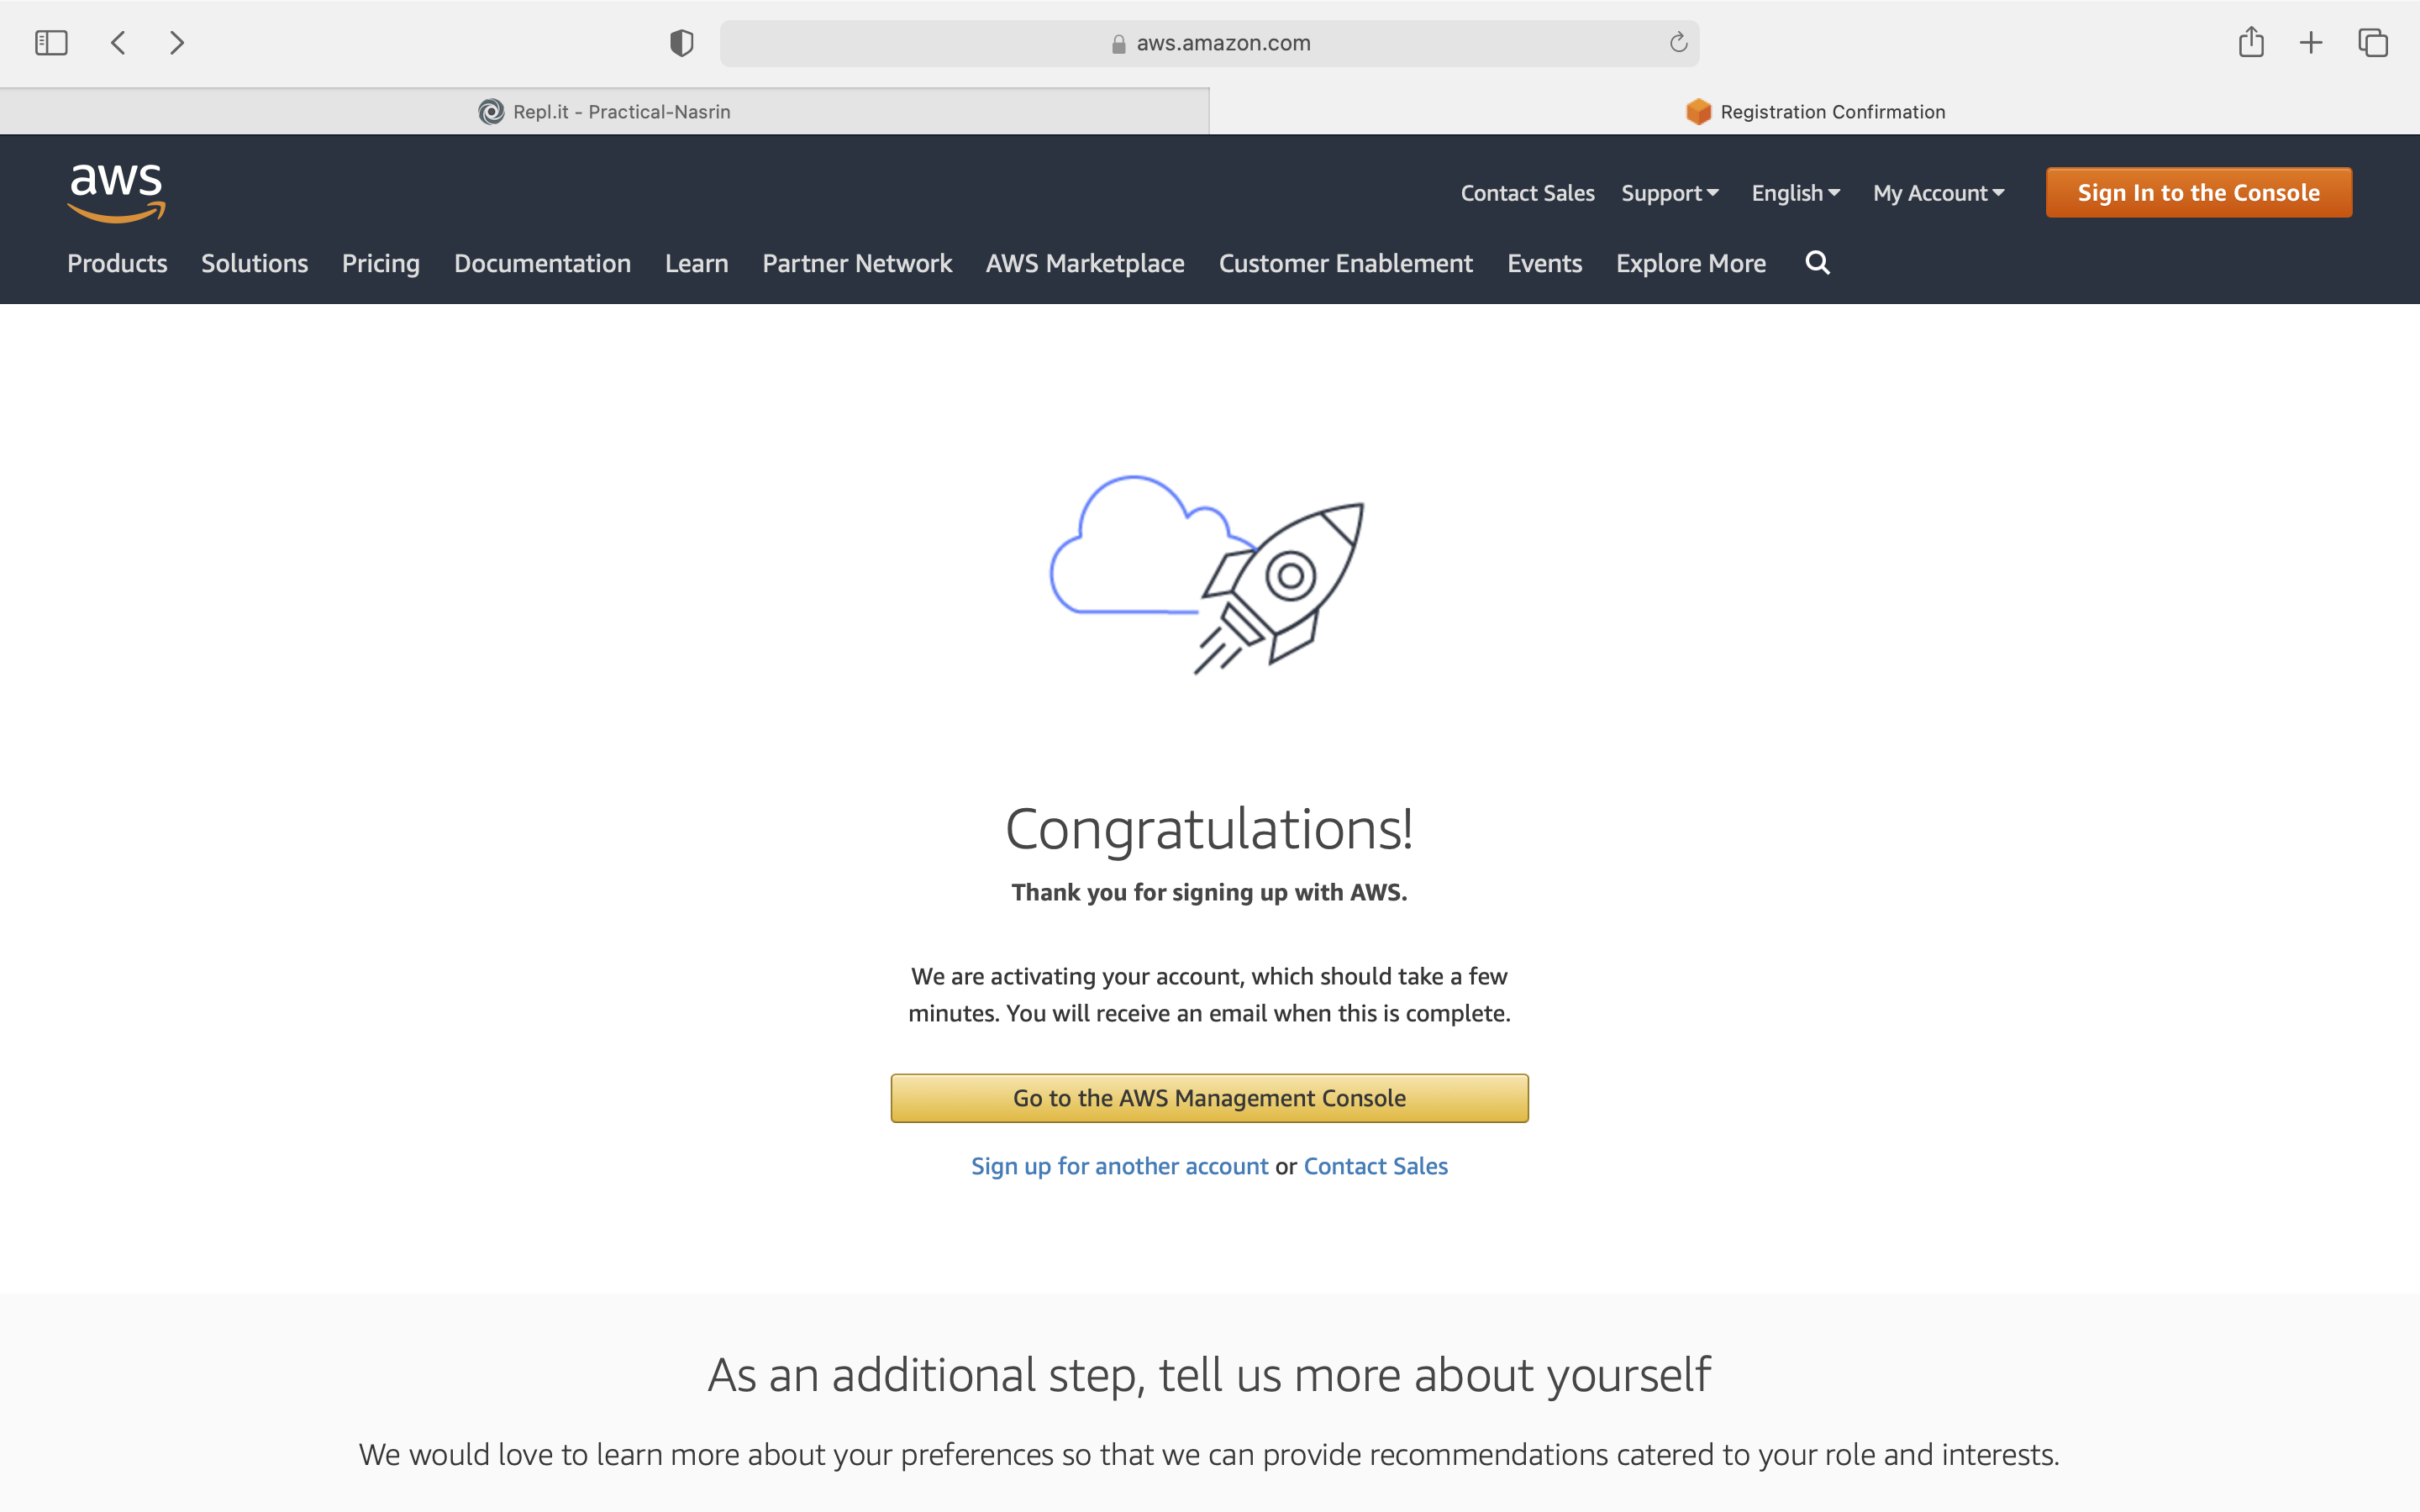 aws.amazon.com
Repl.it - Practical-Nasrin
Registration Confirmation
aws
Contact Sales Support English My Account Sign In to the Console
Products Solutions Pricing Documentation Learn Partner Network AWS Marketplace Customer Enablement Events Explore More
Congratulations!
Thank you for signing up with AWS.
We are activating your account, which should take a few
minutes. You will receive an email when this is complete.
Go to the AWS Management Console
Sign up for another account or Contact Sales
As an additional step, tell us more about yourself
We would love to learn more about your preferences so that we can provide recommendations catered to your role and interests.